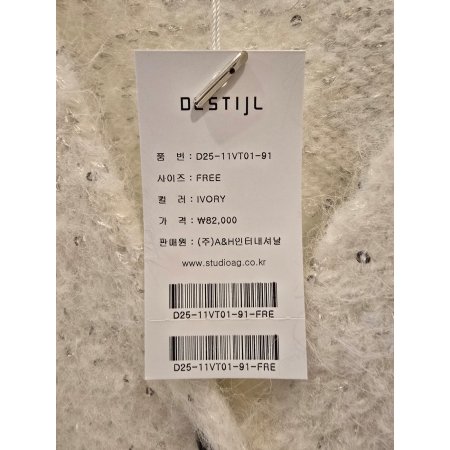 DESTIJL
품 번 : D25-11VT01-91
사이즈 : FREE
컬 러 : IVORY
가 격 : ₩82,000
판매원 : (주)A&H인터내셔날
www.studioag.co.kr
D25-11VT01-91-FRE
D25-11VT01-91-FRE